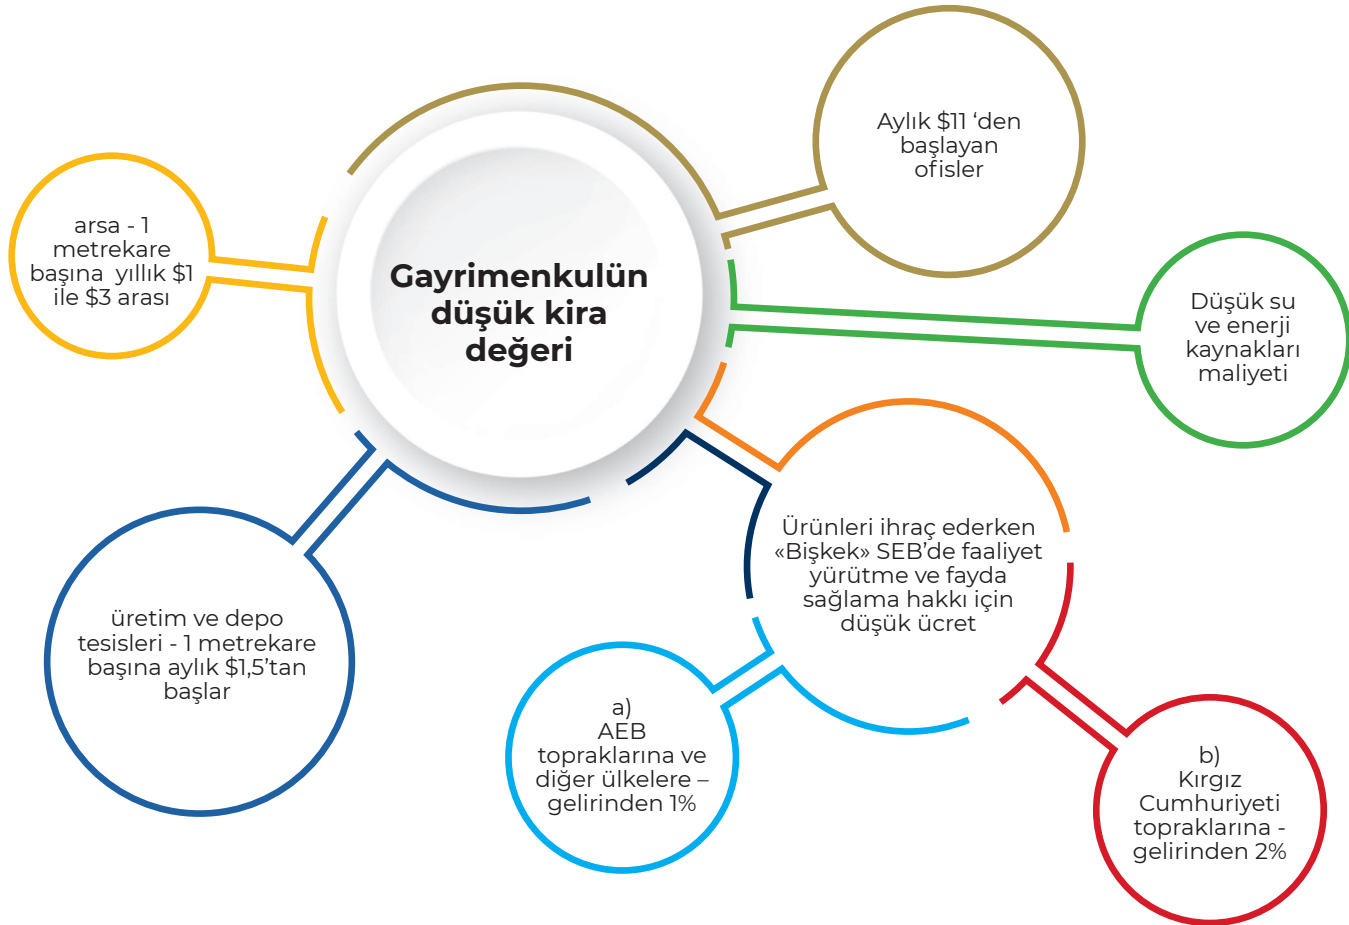 Gayrimenkulün
düşük kira
değeri
Aylık $11 ‘den
başlayan
ofisler
arsa - 1
metrekare
başına  yıllık $1
ile $3 arası
Düşük su
ve enerji
kaynakları
maliyeti
üretim ve depo
tesisleri - 1 metrekare
başına aylık $1,5’tan
başlar
Ürünleri ihraç ederken
«Bişkek» SEB’de faaliyet
yürütme ve fayda
sağlama hakkı için
düşük ücret
a)
AEB
topraklarına ve
diğer ülkelere –
gelirinden 1%
b)
Kırgız
Cumhuriyeti
topraklarına -
gelirinden 2%